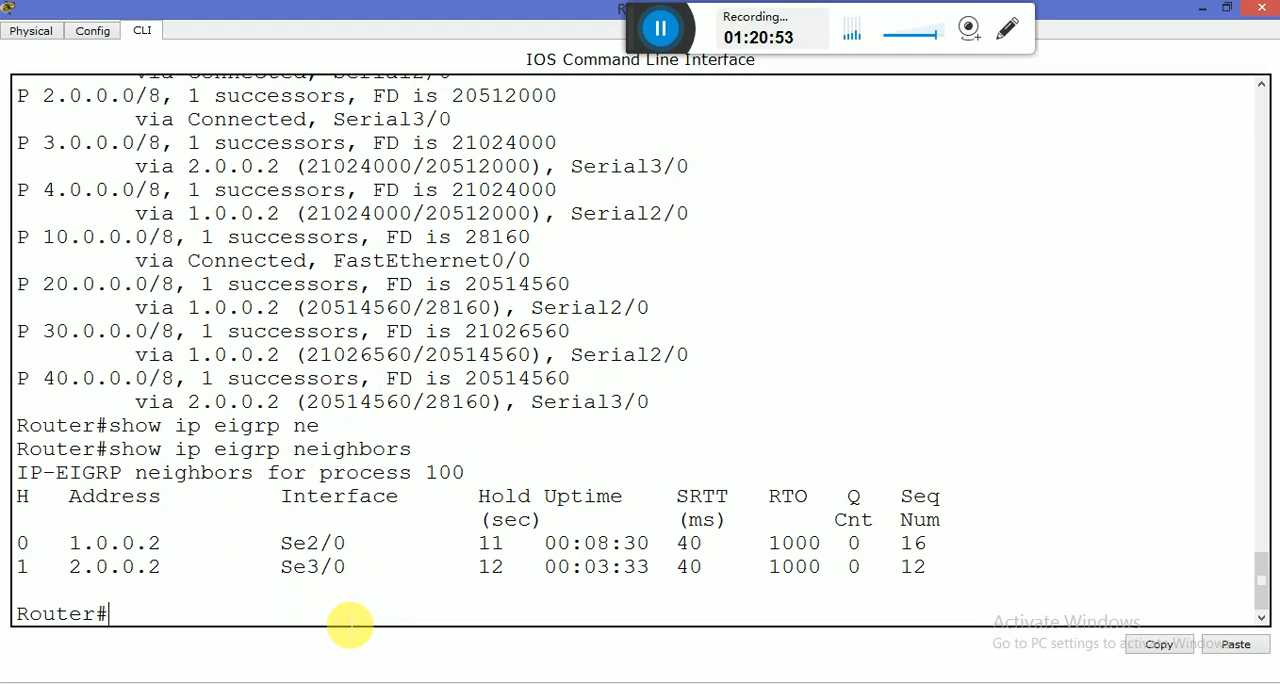 Recording...
01:20:53
Physical Config CLI
IOS Command Line Interface
P 2.0.0.0/8, 1 successors, FD is 20512000
via Connected, Serial3/0
P 3.0.0.0/8, 1 successors, FD is 21024000
via 2.0.0.2 (21024000/20512000), Serial3/0
P 4.0.0.0/8, 1 successors, FD is 21024000
via 1.0.0.2 (21024000/20512000), Serial2/0
P 10.0.0.0/8, 1 successors, FD is 28160
via Connected, FastEthernet0/0
P 20.0.0.0/8, 1 successors, FD is 20514560
via 1.0.0.2 (20514560/28160), Serial2/0
P 30.0.0.0/8, 1 successors, FD is 21026560
via 1.0.0.2 (21026560/20514560), Serial2/0
P 40.0.0.0/8, 1 successors, FD is 20514560
via 2.0.0.2 (20514560/28160), Serial3/0
Router#show ip eigrp ne
Router#show ip eigrp neighbors
IP-EIGRP neighbors for process 100
H Address Interface Hold Uptime SRTT RTO Q Seq
(sec) (ms) Cnt Num
0 1.0.0.2 Se2/0 11 00:08:30 40 1000 0 16
1 2.0.0.2 Se3/0 12 00:03:33 40 1000 0 12
Router#
Activate Windows
Go to PC settings to activate Windows.
Copy Paste